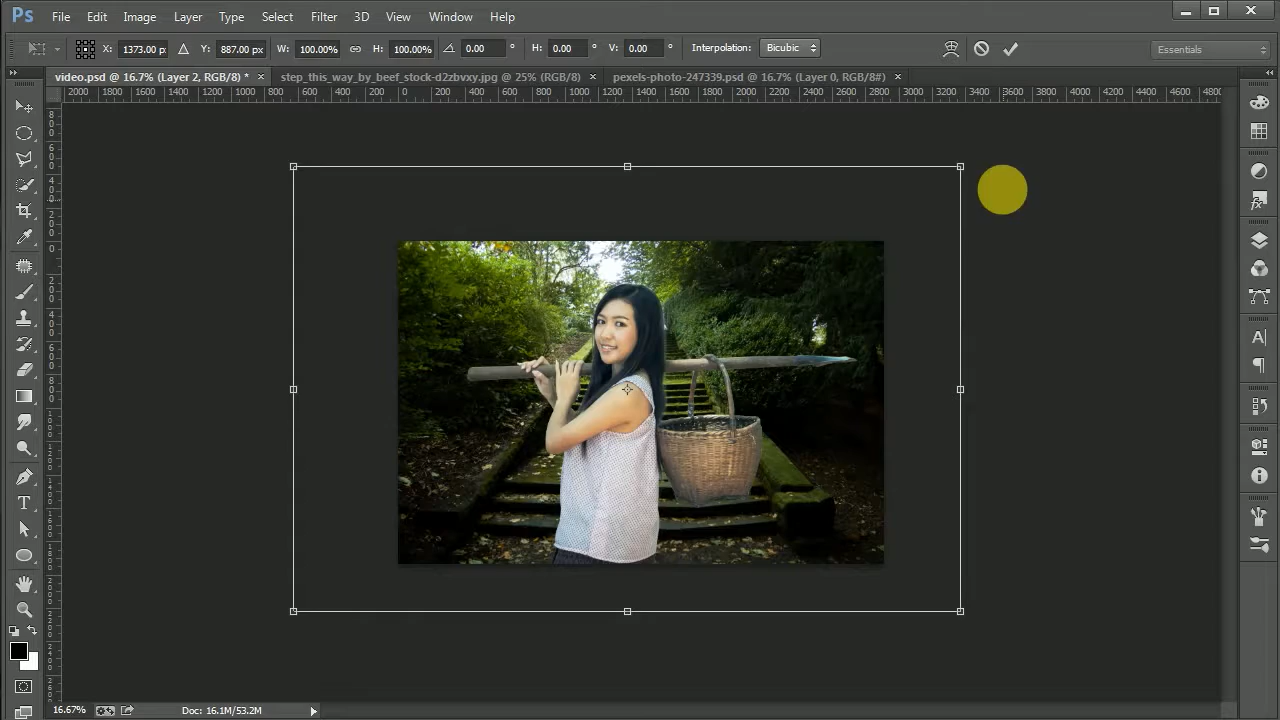 Ps File Edit Image Layer Type Select Filter 3D View Window Help
X: 1373.00 px Y: 887.00 px W: 100.00% H: 100.00% 0.00 ° H: 0.00 ° V: 0.00 ° Interpolation: Bicubic Essentials
video.psd @ 16.7% (Layer 2, RGB/8) * × step_this_way_by_beef_stock-d2zbvxy.jpg @ 25% (RGB/8) × pexels-photo-247339.psd @ 16.7% (Layer 0, RGB/8#) ×
2000 1800 1600 1400 1200 1000 800 600 400 200 0 200 400 600 800 1000 1200 1400 1600 1800 2000 2200 2400 2600 2800 3000 3200 3400 3600 3800 4000 4200 4400 4600 4800
16.67% Doc: 16.1M/53.2M